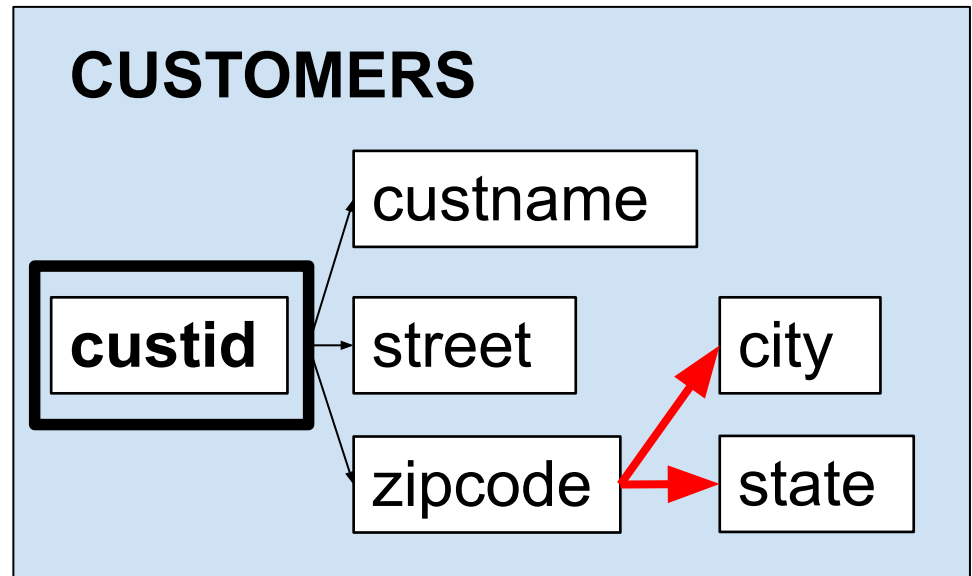 CUSTOMERS
custname
custid
street
city
zipcode
state